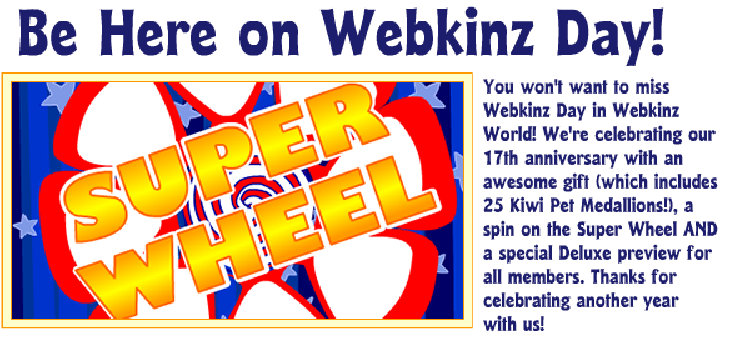 Be Here on Webkinz Day!
SUPER
WHEEL
You won't want to miss
Webkinz Day in Webkinz
World! We're celebrating our
17th anniversary with an
awesome gift (which includes
25 Kiwi Pet Medallions!), a
spin on the Super Wheel AND
a special Deluxe preview for
all members. Thanks for
celebrating another year
with us!